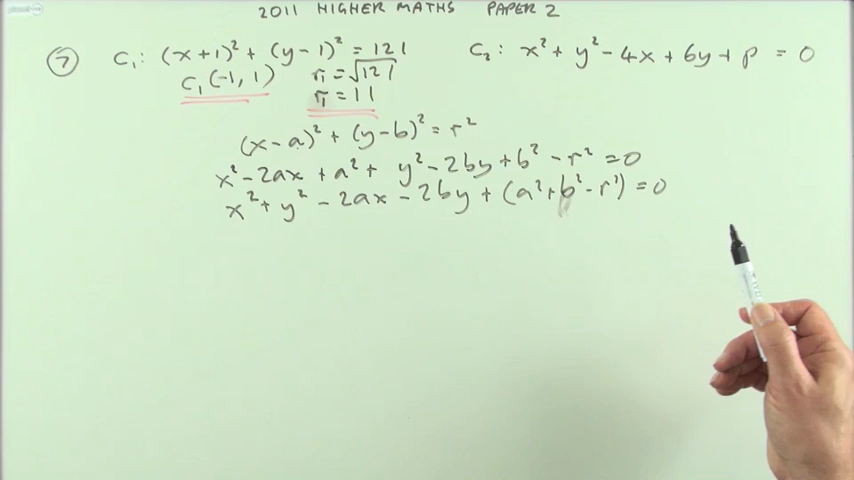 2011 HIGHER MATHS PAPER 2
7 C₁: (x+1)² + (y-1)² = 121 C₂: x² + y² - 4x + 6y + p = 0
C₁(-1, 1) r₁ = √121
r₁ = 11
(x-a)² + (y-b)² = r²
x² - 2ax + a² + y² - 2by + b² - r² = 0
x² + y² - 2ax - 2by + (a² + b² - r²) = 0